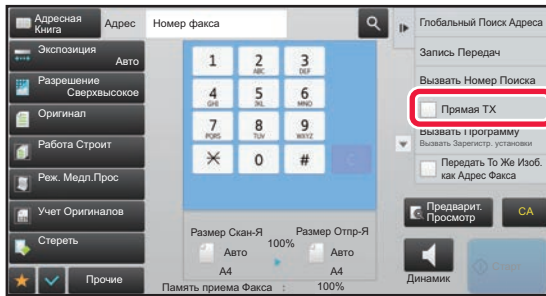 Адресная
Книга
Адрес
Номер факса
Глобальный Поиск Адреса
Экспозиция
Авто
Запись Передач
Разрешение
Сверхвысокое
Вызвать Номер Поиска
Оригинал
Прямая TX
Работа Строит
Вызвать Программу
Вызвать Зарегистр. установки
Реж. Медл.Прос
Передать То Же Изоб.
как Адрес Факса
Учет Оригиналов
Предварит.
Просмотр
CA
Стереть
Прочие
1
2
ABC
3
DEF
4
GHI
5
JKL
6
MNO
7
PQRS
8
TUV
9
WXYZ
0
#
C
Размер Скан-Я
Размер Отпр-Я
100%
Авто
Авто
A4
A4
Память приема Факса : 100%
Динамик
Старт